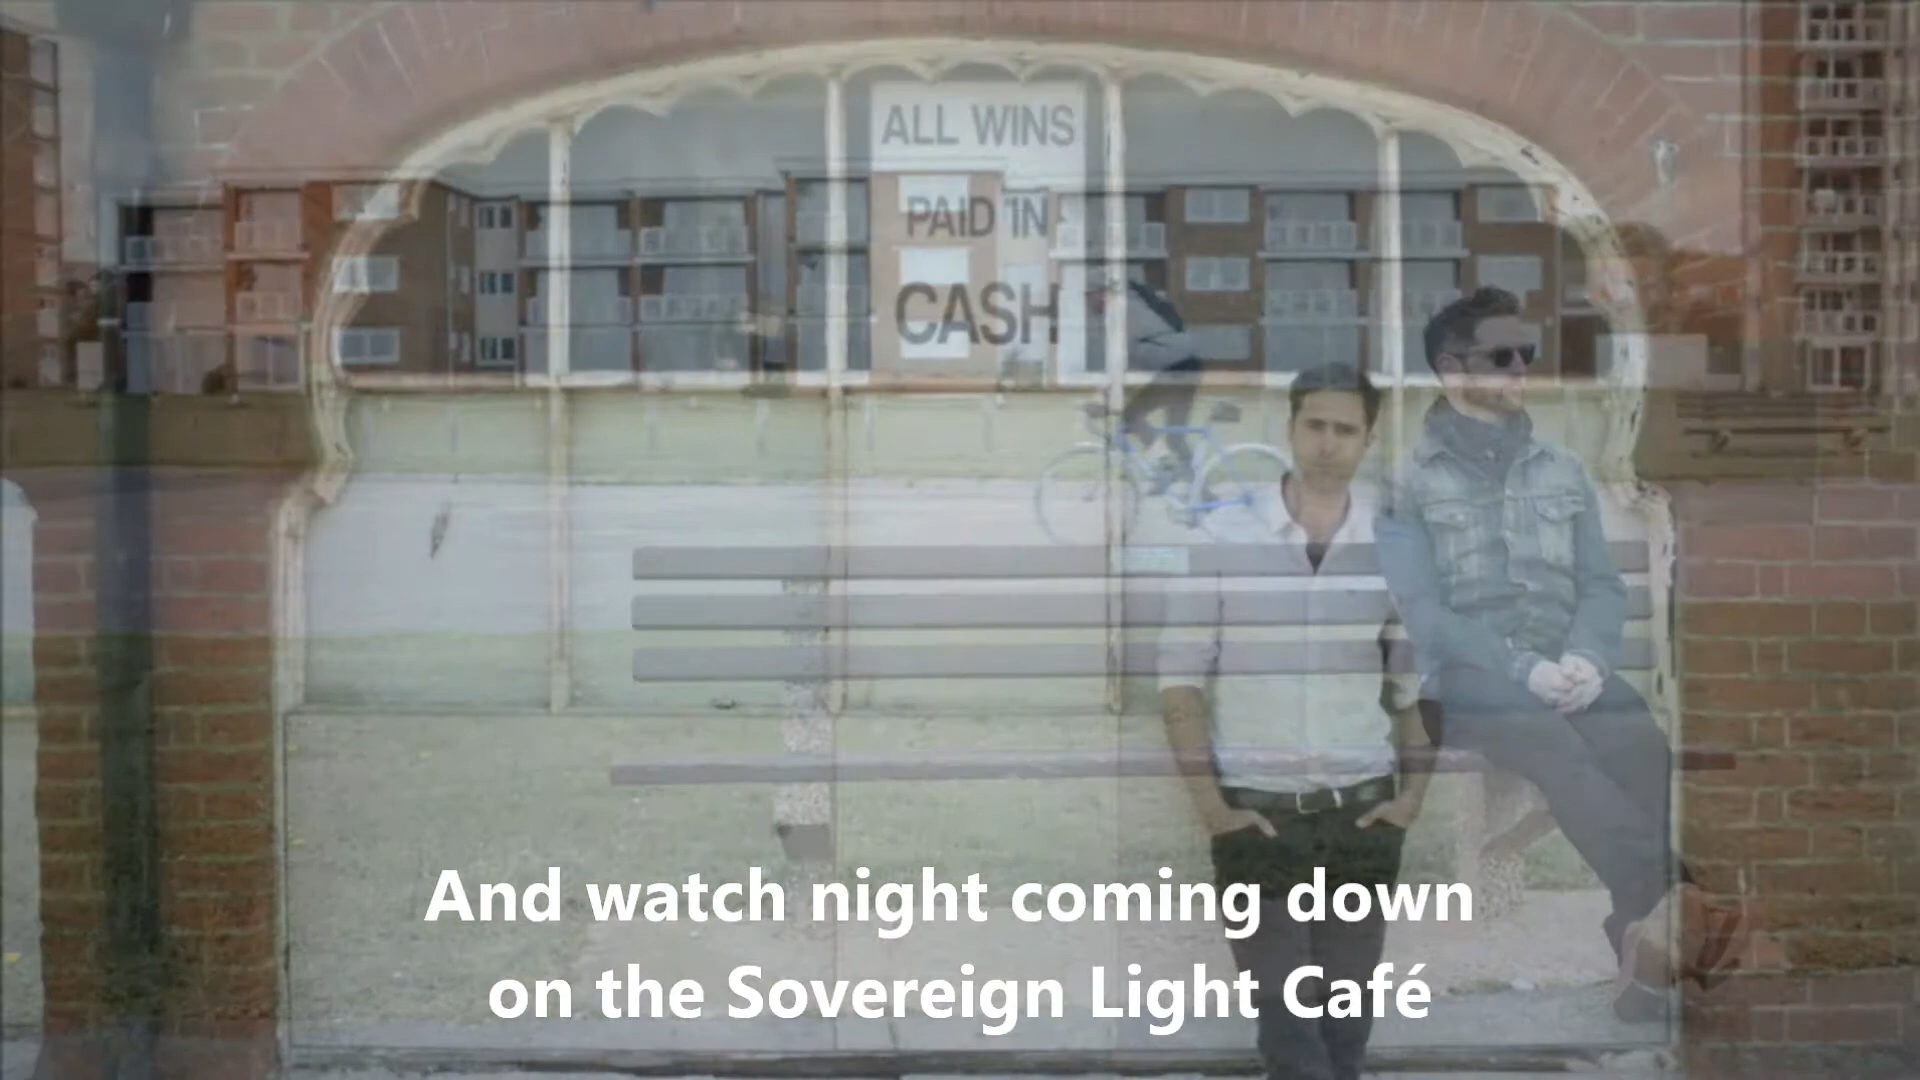 ALL WINS
PAID IN
CASH
And watch night coming down
on the Sovereign Light Café